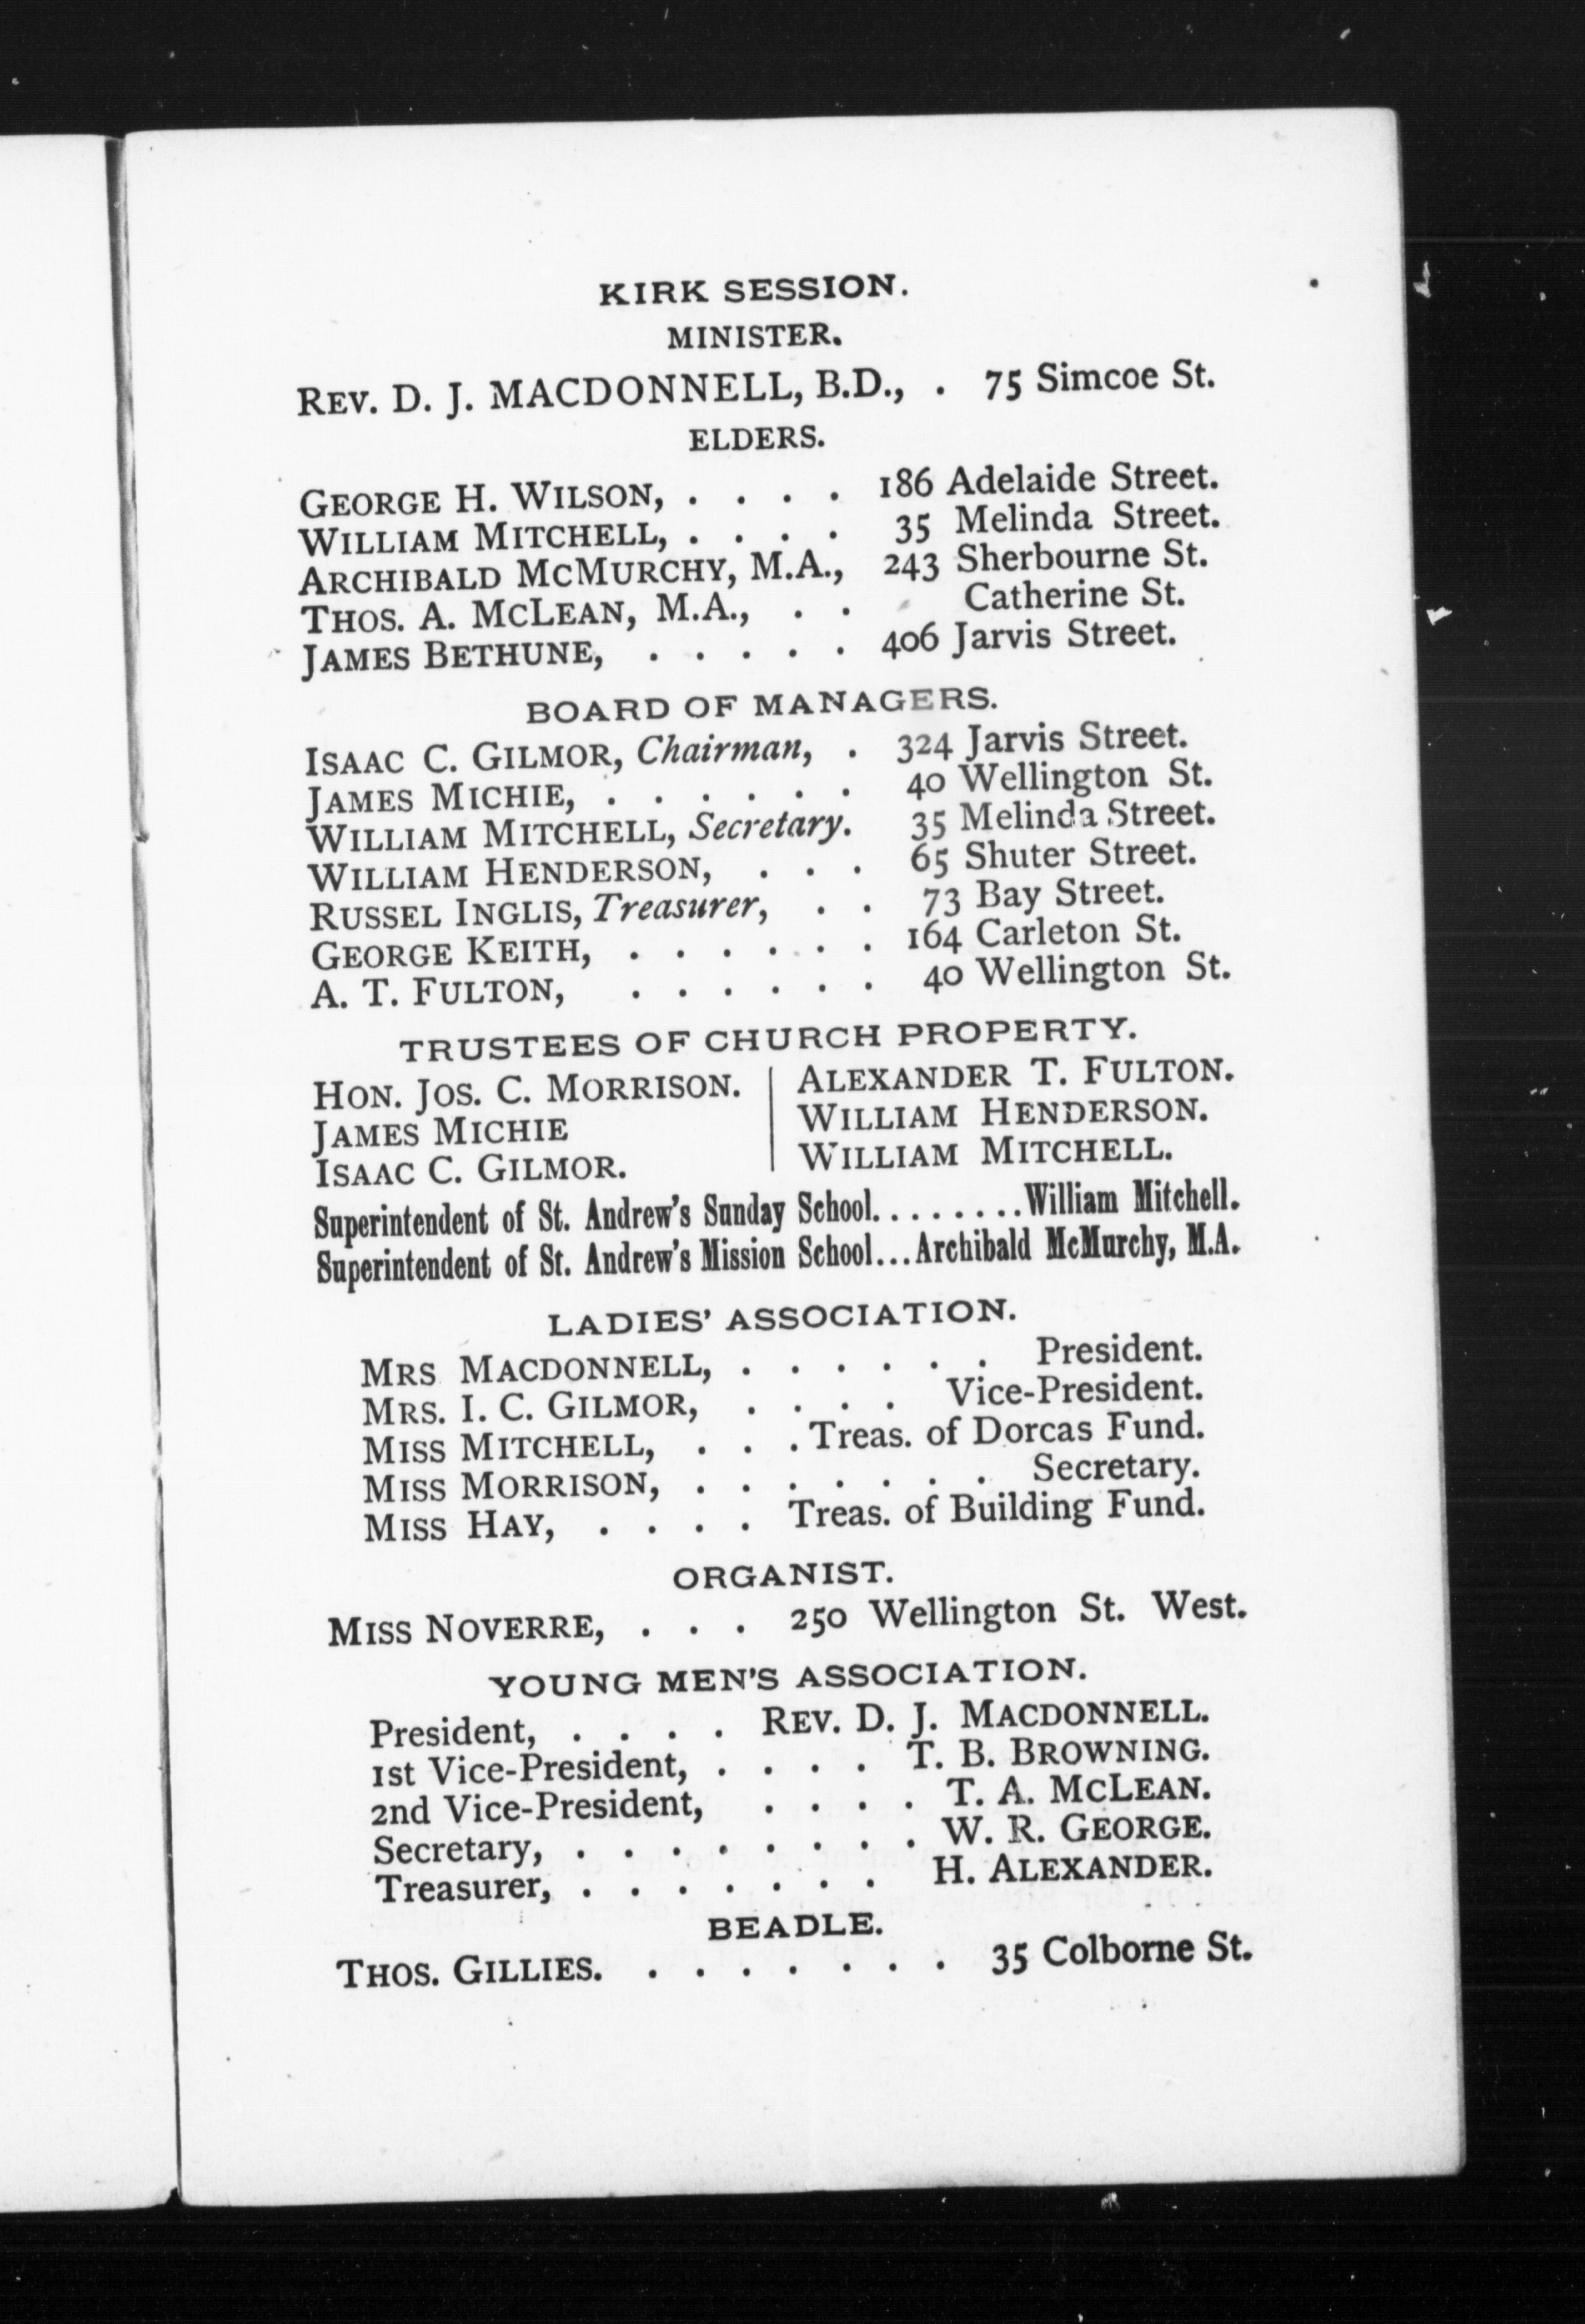 KIRK SESSION.
MINISTER.
REV. D. J. MACDONNELL, B.D., . 75 Simcoe St.
ELDERS.
GEORGE H. WILSON, . . . . 186 Adelaide Street.
WILLIAM MITCHELL, . . . . 35 Melinda Street.
ARCHIBALD MCMURCHY, M.A., 243 Sherbourne St.
THOS. A. MCLEAN, M.A., . . Catherine St.
JAMES BETHUNE, . . . . . 406 Jarvis Street.
BOARD OF MANAGERS.
ISAAC C. GILMOR, Chairman, . 324 Jarvis Street.
JAMES MICHIE, . . . . . . 40 Wellington St.
WILLIAM MITCHELL, Secretary. 35 Melinda Street.
WILLIAM HENDERSON, . . . 65 Shuter Street.
RUSSEL INGLIS, Treasurer, . . 73 Bay Street.
GEORGE KEITH, . . . . . . 164 Carleton St.
A. T. FULTON, . . . . . . 40 Wellington St.
TRUSTEES OF CHURCH PROPERTY.
HON. JOS. C. MORRISON. | ALEXANDER T. FULTON.
JAMES MICHIE | WILLIAM HENDERSON.
ISAAC C. GILMOR. | WILLIAM MITCHELL.
Superintendent of St. Andrew's Sunday School.........William Mitchell.
Superintendent of St. Andrew's Mission School...Archibald McMurchy, M.A.
LADIES' ASSOCIATION.
MRS MACDONNELL, . . . . . . President.
MRS. I. C. GILMOR, . . . . Vice-President.
MISS MITCHELL, . . . Treas. of Dorcas Fund.
MISS MORRISON, . . . . . . . Secretary.
MISS HAY, . . . . Treas. of Building Fund.
ORGANIST.
MISS NOVERRE, . . . 250 Wellington St. West.
YOUNG MEN'S ASSOCIATION.
President, . . . . REV. D. J. MACDONNELL.
1st Vice-President, . . . . T. B. BROWNING.
2nd Vice-President, . . . . T. A. MCLEAN.
Secretary, . . . . . . . . W. R. GEORGE.
Treasurer, . . . . . . . H. ALEXANDER.
BEADLE.
THOS. GILLIES. . . . . . . . 35 Colborne St.